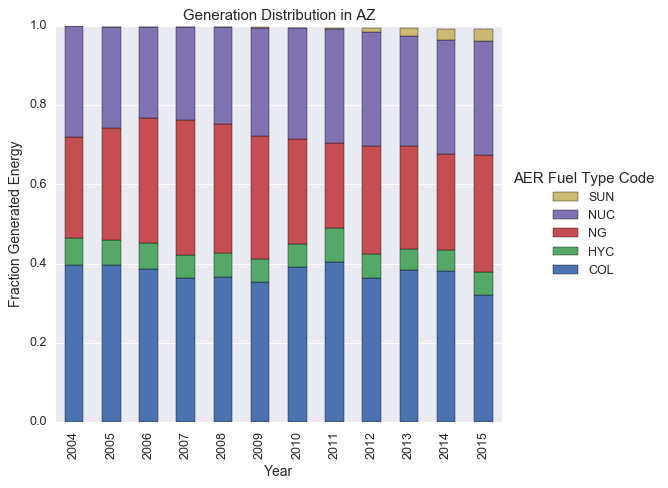 Generation Distribution in AZ
1.0
0.8
0.6
0.4
0.2
0.0
Fraction Generated Energy
2004
2005
2006
2007
2008
2009
2010
2011
2012
2013
2014
2015
Year
AER Fuel Type Code
SUN
NUC
NG
HYC
COL